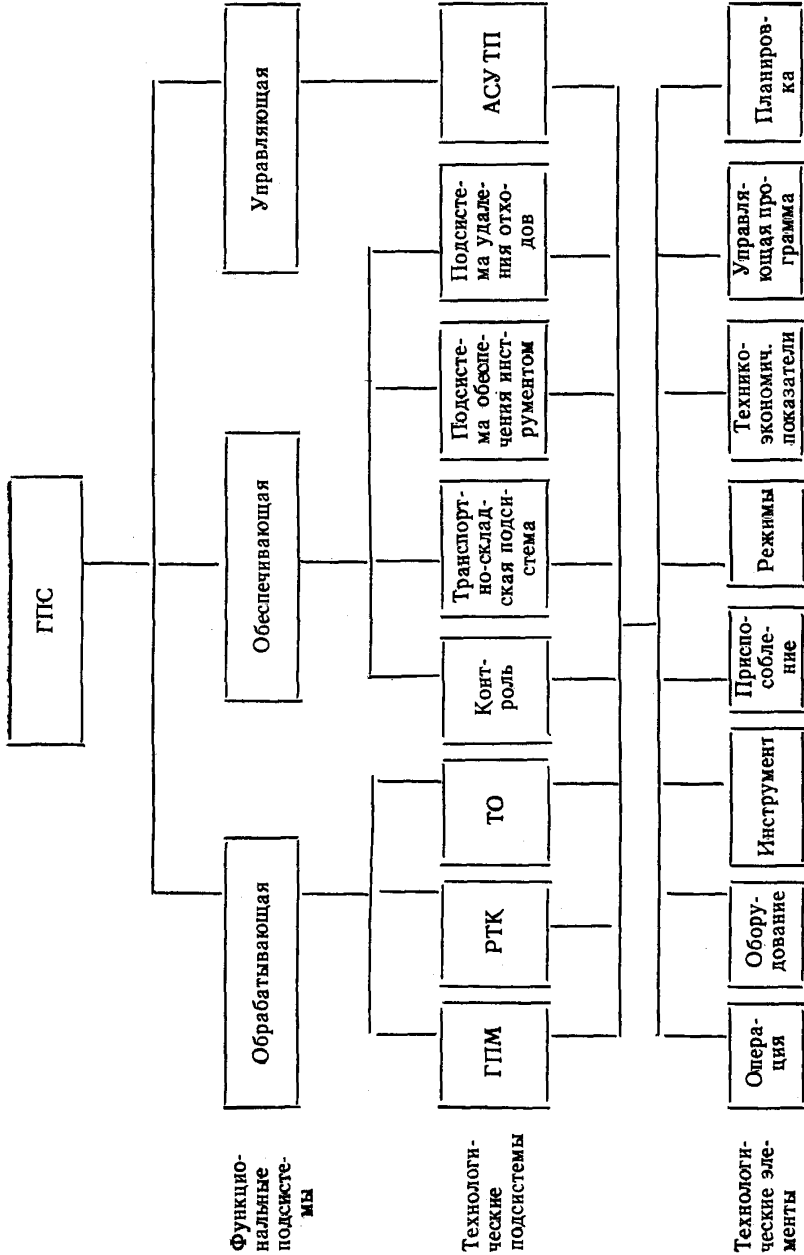 ГПС
Функцио-
нальные
подсисте-
мы
Обрабатывающая
Обеспечивающая
Управляющая
Технологи-
ческие
подсистемы
ГПМ
РТК
ТО
Конт-
роль
Транспорт-
но-склад-
ская подси-
стема
Подсисте-
ма обеспе-
чения инст-
рументом
Подсисте-
ма удале-
ния отхо-
дов
АСУ ТП
Технологи-
ческие эле-
менты
Опера-
ция
Обору-
дование
Инструмент
Приспо-
собле-
ние
Режимы
Технико-
экономич.
показатели
Управля-
ющая про-
грамма
Планиров-
ка